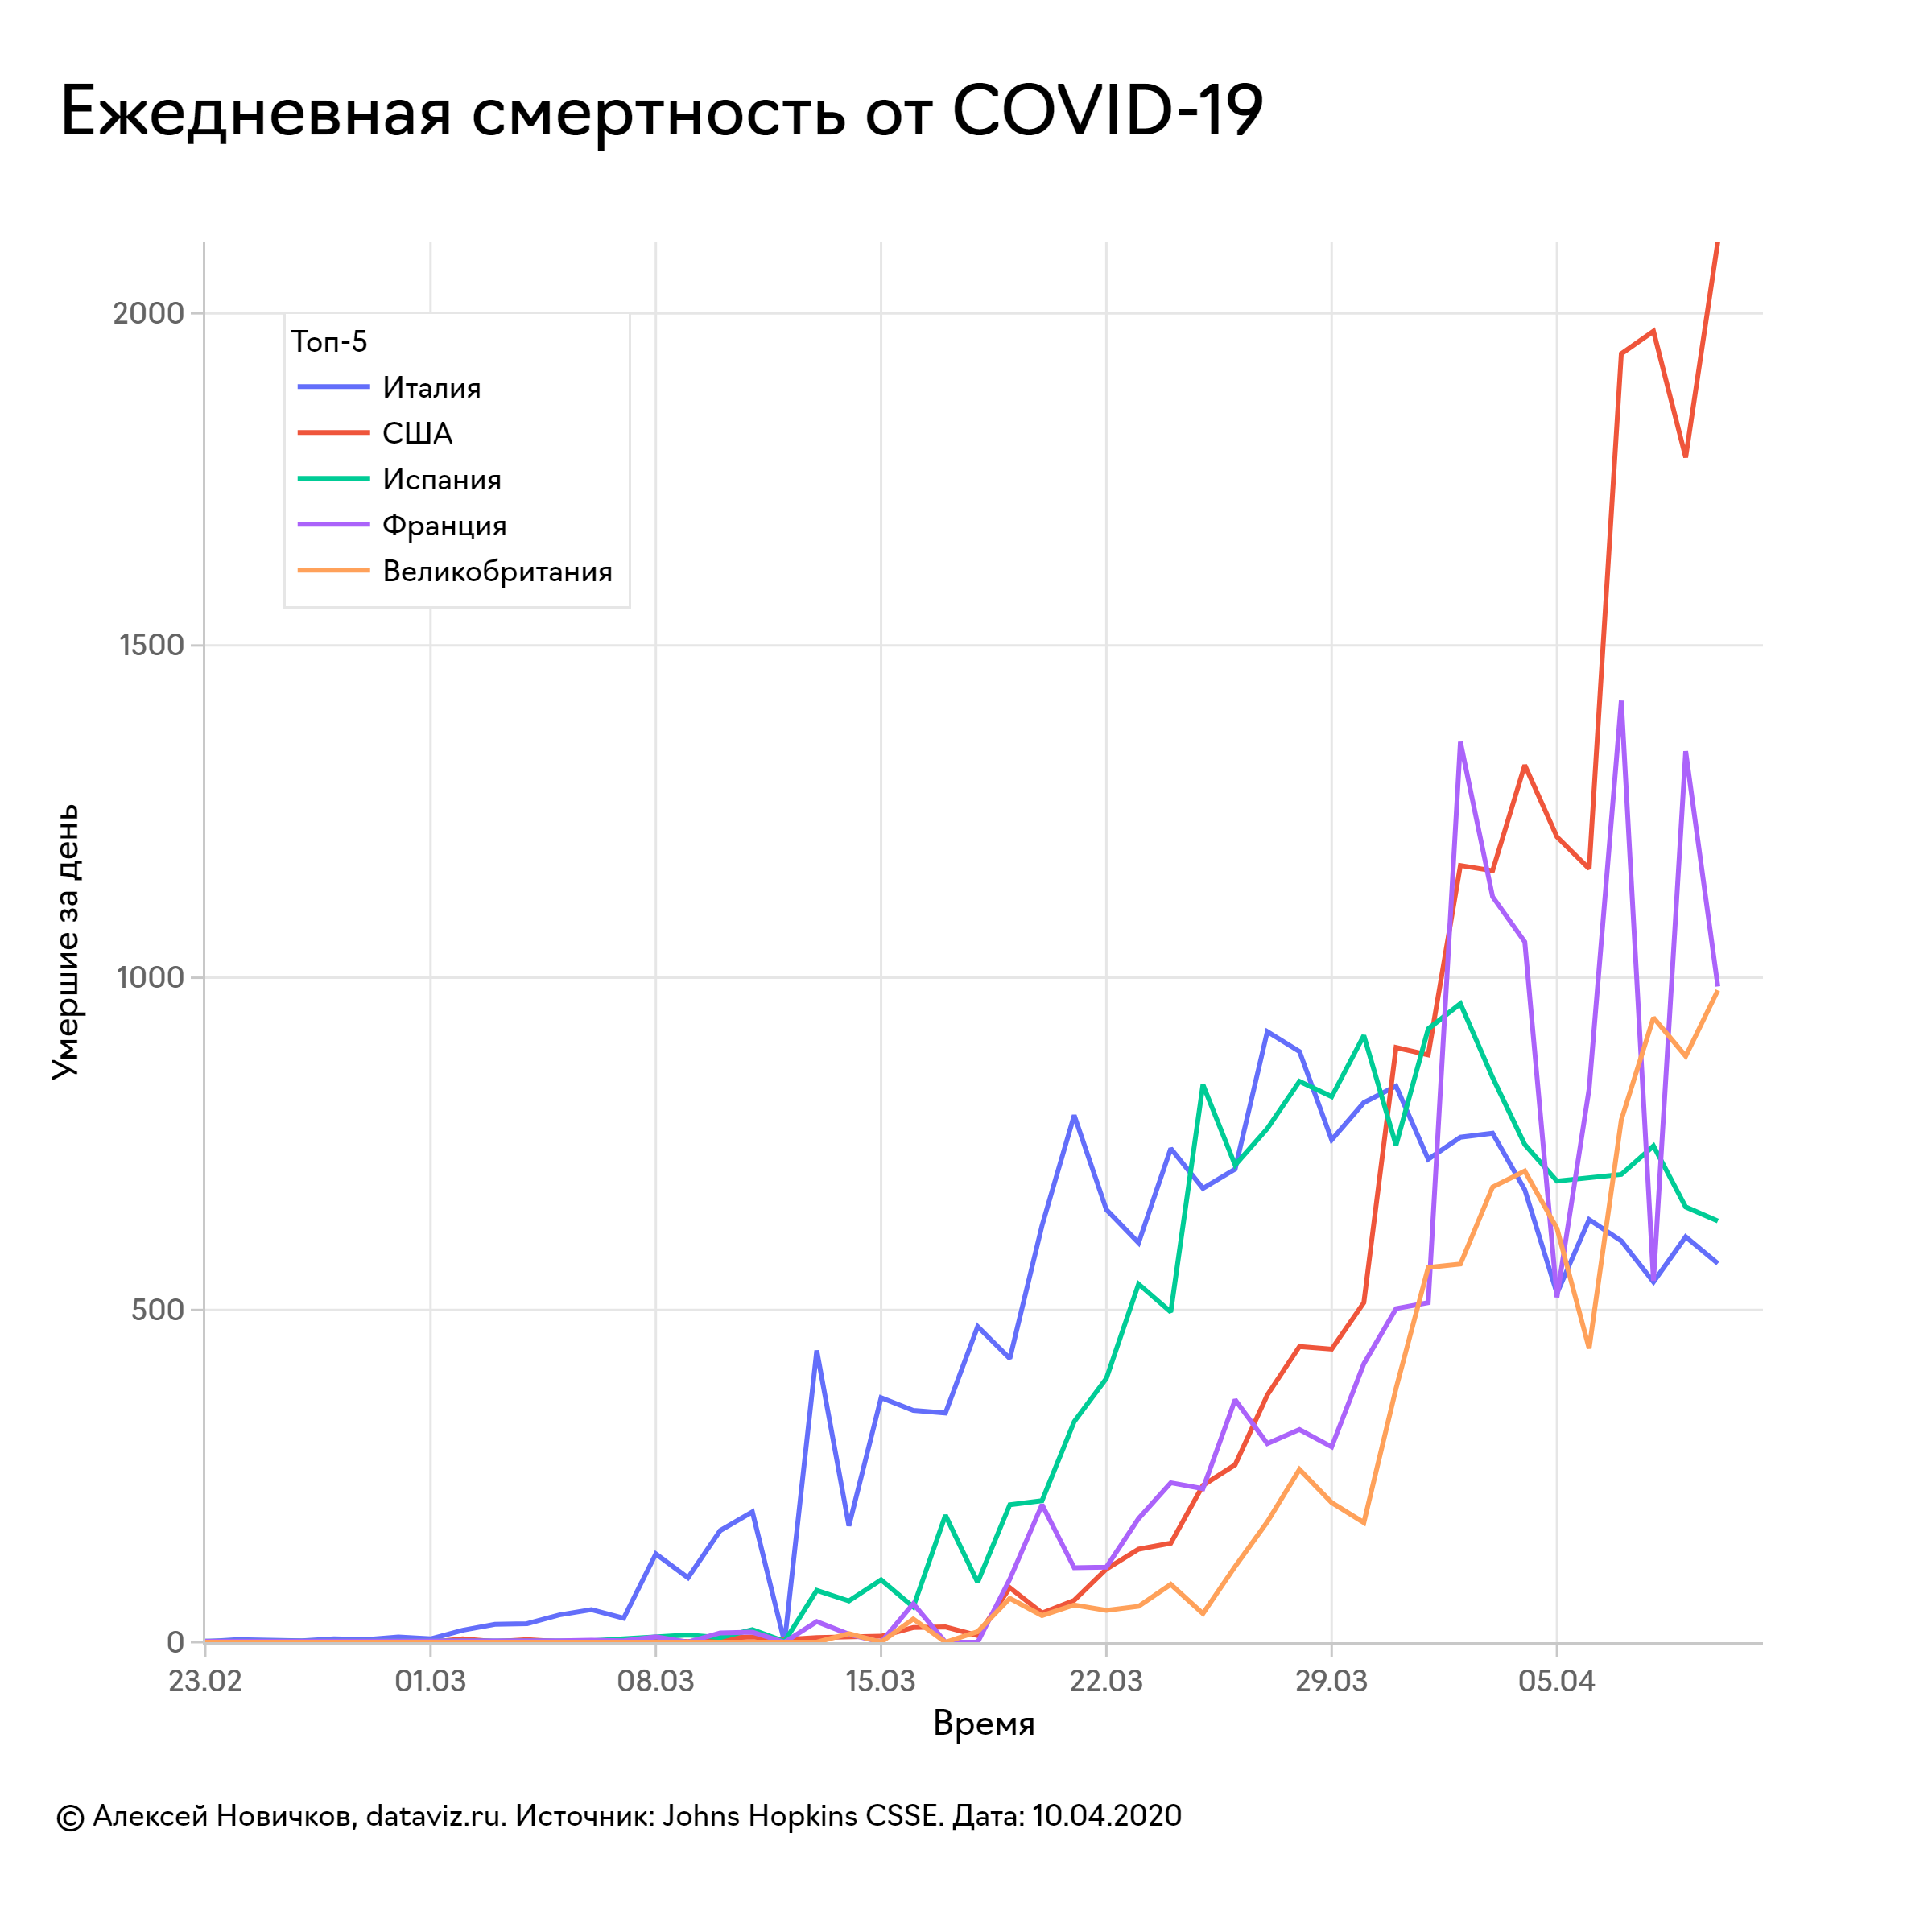 Ежедневная смертность от COVID-19
2000
Топ-5
Италия
США
Испания
Франция
Великобритания
1500
1000
500
0
Умершие за день
23.02 01.03 08.03 15.03 22.03 29.03 05.04
Время
© Алексей Новичков, dataviz.ru. Источник: Johns Hopkins CSSE. Дата: 10.04.2020